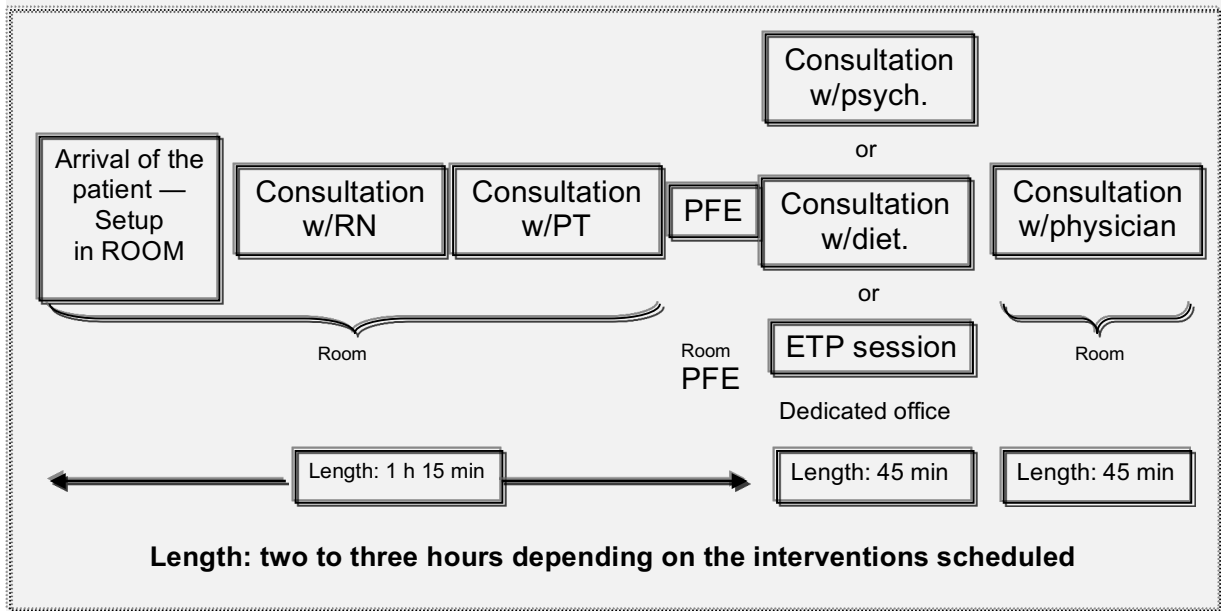 Arrival of the
patient —
Setup
in ROOM
Consultation
w/RN
Consultation
w/PT
PFE
Consultation
w/psych.
or
Consultation
w/diet.
or
ETP session
Dedicated office
Consultation
w/physician
Room
Room
PFE
Room
Length: 1 h 15 min
Length: 45 min
Length: 45 min
Length: two to three hours depending on the interventions scheduled